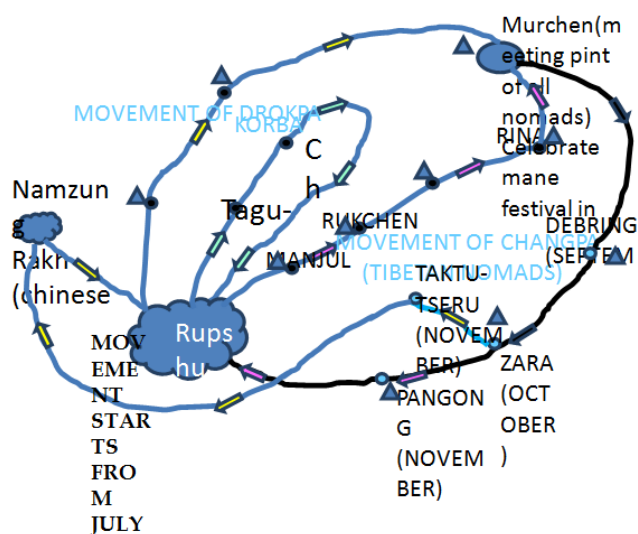 Murchen(m
eeting pint
of all
nomads)
Celebrate
mane
festival in
MOVEMENT OF DROKPA
KORBA
C
h
RINA
Namzun
g
Rakh
(chinese
Tagu-
RUKCHEN
MANJUL
DEBRING
(SEPTEM
MOVEMENT OF CHANGPA
(TIBETAN NOMADS)
TAKTU-
TSERU
(NOVEM
BER)
Rups
hu
MOV
EME
NT
STAR
TS
FRO
M
JULY
ZARA
(OCT
OBER
)
PANGON
G
(NOVEM
BER)